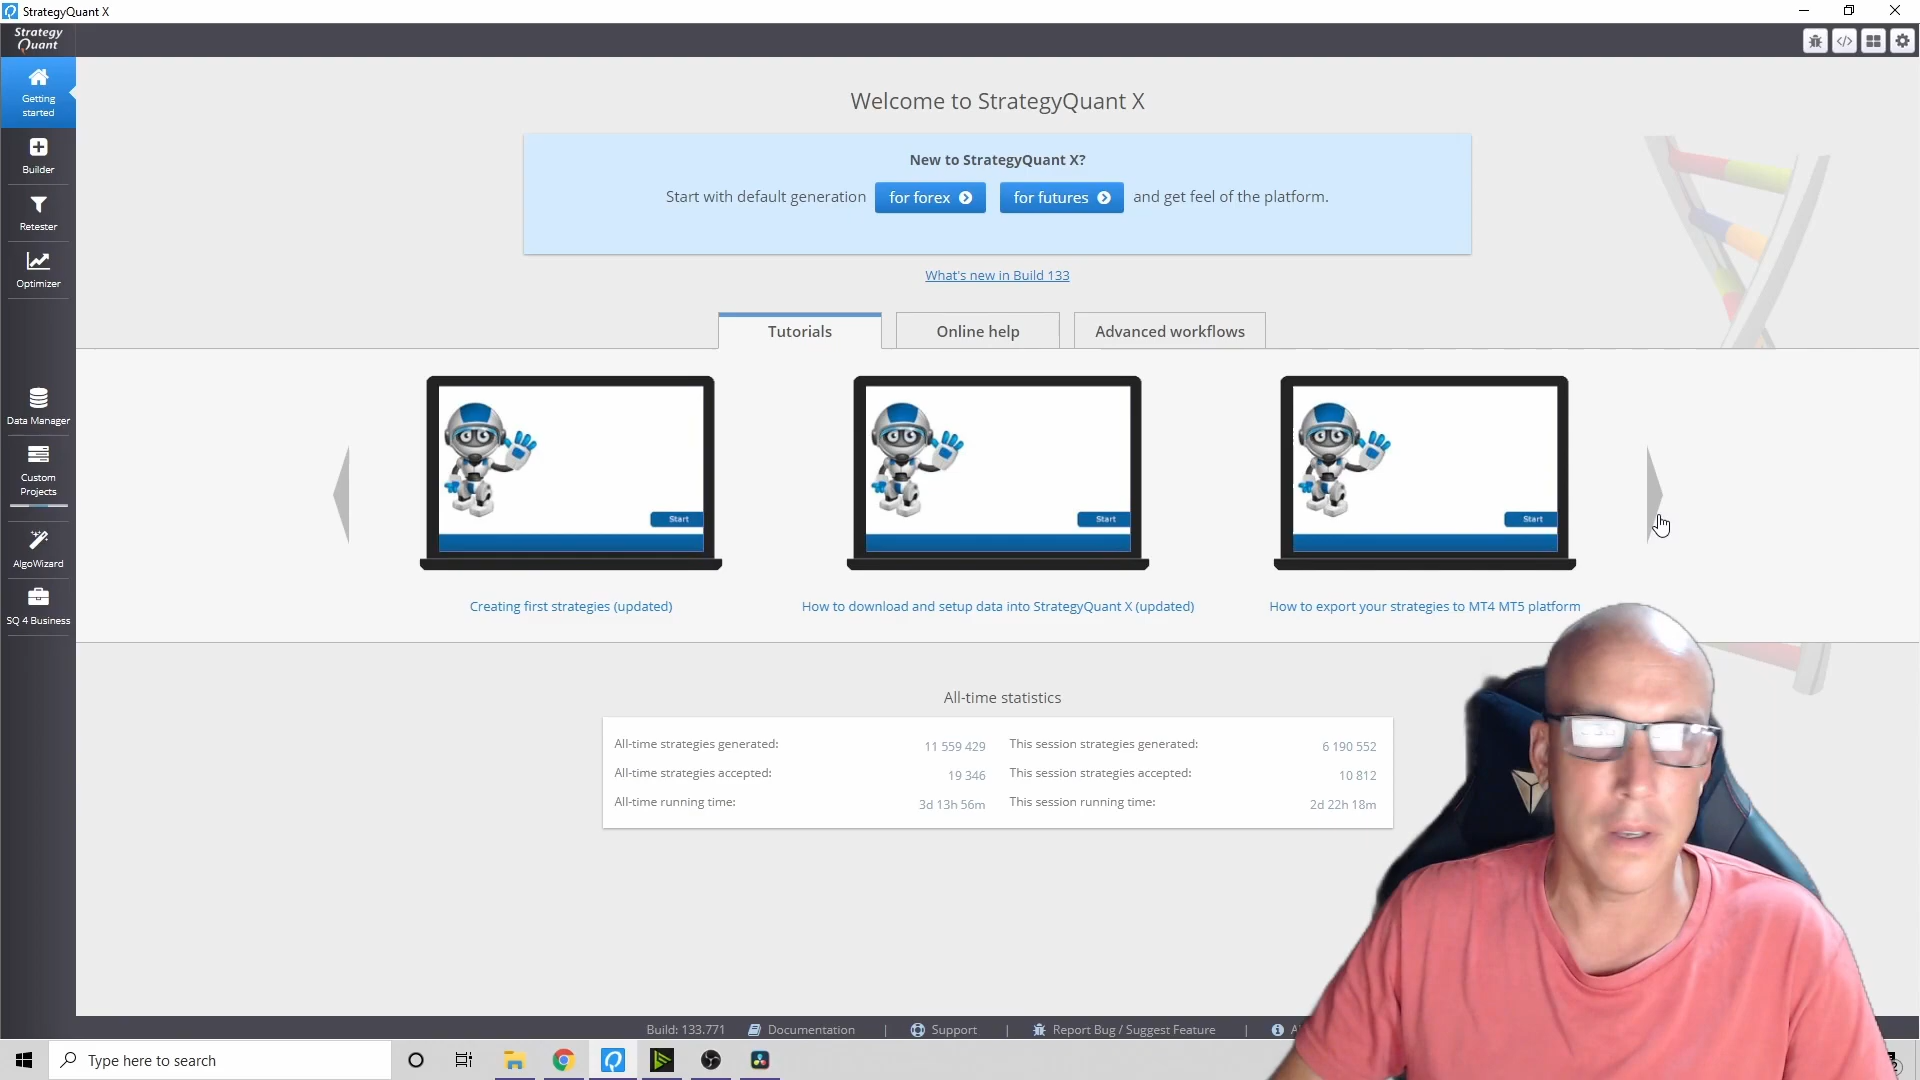 StrategyQuant X
Strategy
Quant
Getting
started
Builder
Retester
Optimizer
Data Manager
Custom
Projects
AlgoWizard
SQ 4 Business
Welcome to StrategyQuant X
New to StrategyQuant X?
Start with default generation for forex for futures and get feel of the platform.
What's new in Build 133
Tutorials Online help Advanced workflows
Start Start Start
Creating first strategies (updated) How to download and setup data into StrategyQuant X (updated) How to export your strategies to MT4 MT5 platform
All-time statistics
All-time strategies generated: 11 559 429 This session strategies generated: 6 190 552
All-time strategies accepted: 19 346 This session strategies accepted: 10 812
All-time running time: 3d 13h 56m This session running time: 2d 22h 18m
Build: 133.771 Documentation | Support | Report Bug / Suggest Feature |
Type here to search